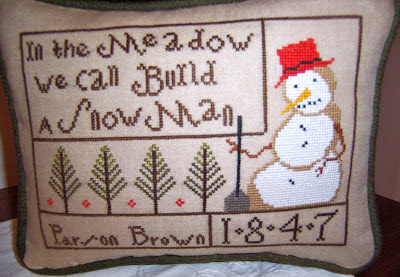 In the Meadow
we can Build
A Snow Man
Parson Brown
1·8·4·7